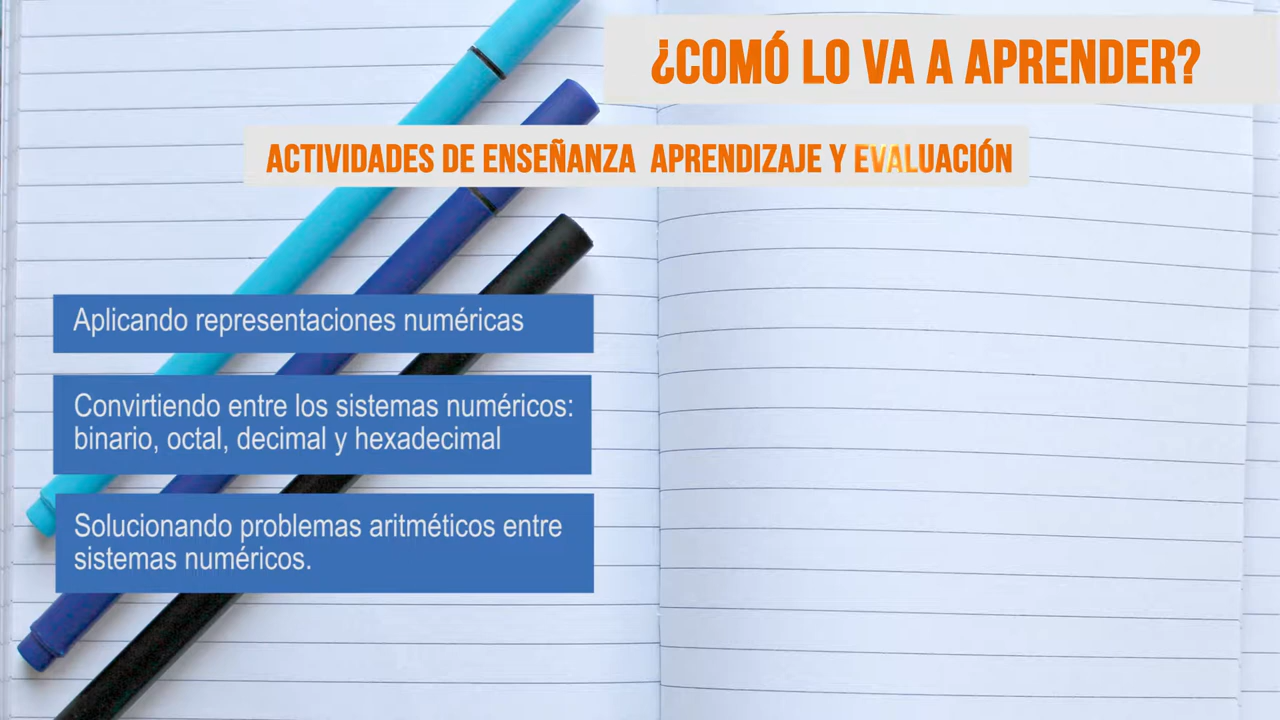 ¿COMÓ LO VA A APRENDER?
ACTIVIDADES DE ENSEÑANZA APRENDIZAJE Y EVALUACIÓN
Aplicando representaciones numéricas
Convirtiendo entre los sistemas numéricos:
binario, octal, decimal y hexadecimal
Solucionando problemas aritméticos entre
sistemas numéricos.